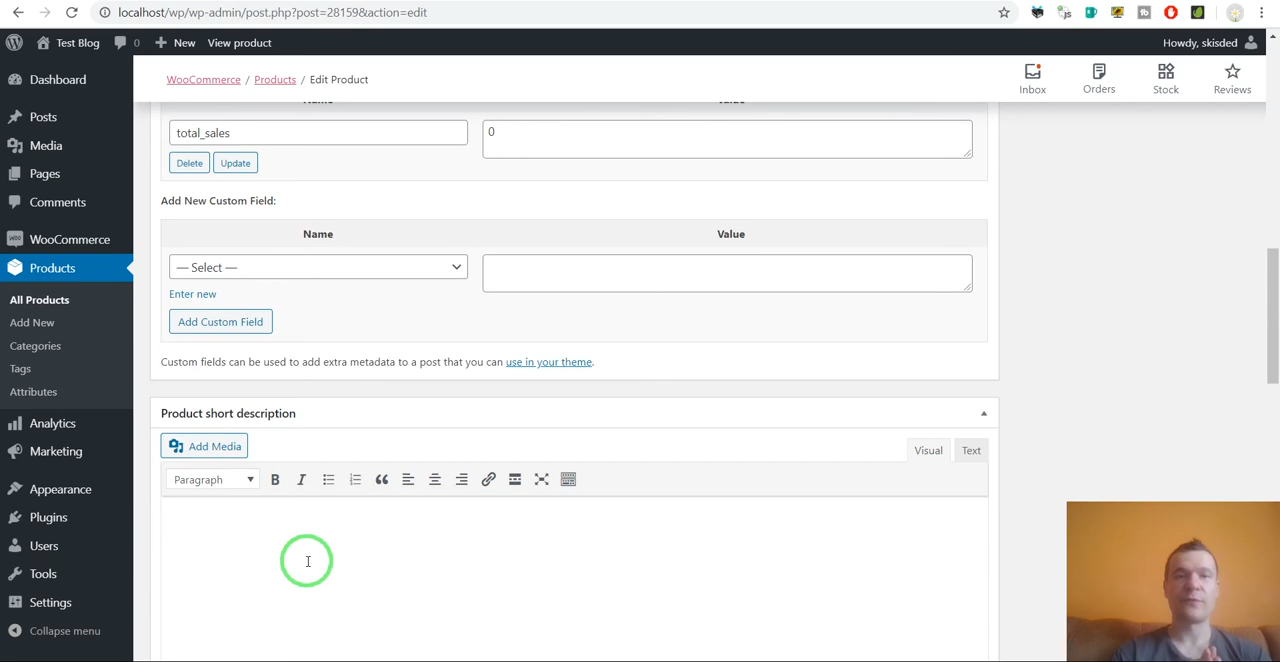 localhost/wp/wp-admin/post.php?post=28159&action=edit
Test Blog
0
New
View product
Howdy, skisded
Dashboard
Posts
Media
Pages
Comments
WooCommerce
Products
All Products
Add New
Categories
Tags
Attributes
Analytics
Marketing
Appearance
Plugins
Users
Tools
Settings
Collapse menu
WooCommerce / Products / Edit Product
Inbox
Orders
Stock
Reviews
Name
Value
total_sales
0
Delete
Update
Add New Custom Field:
Name
Value
— Select —
Enter new
Add Custom Field
Custom fields can be used to add extra metadata to a post that you can use in your theme.
Product short description
Add Media
Visual
Text
Paragraph
B
I